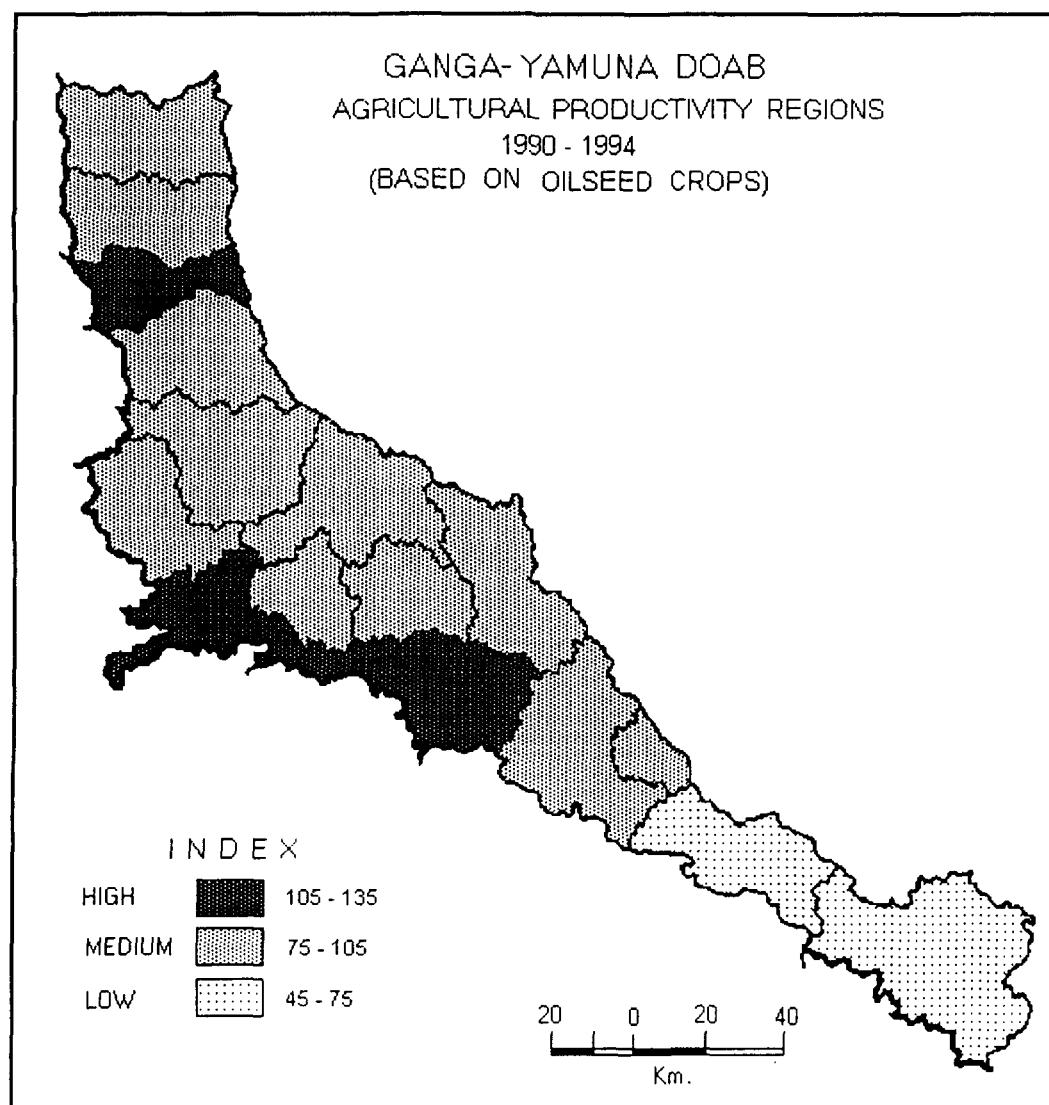 GANGA-YAMUNA DOAB
AGRICULTURAL PRODUCTIVITY REGIONS
1990 - 1994
(BASED ON OILSEED CROPS)
INDEX
HIGH 105 - 135
MEDIUM 75 - 105
LOW 45 - 75
20 0 20 40
Km.